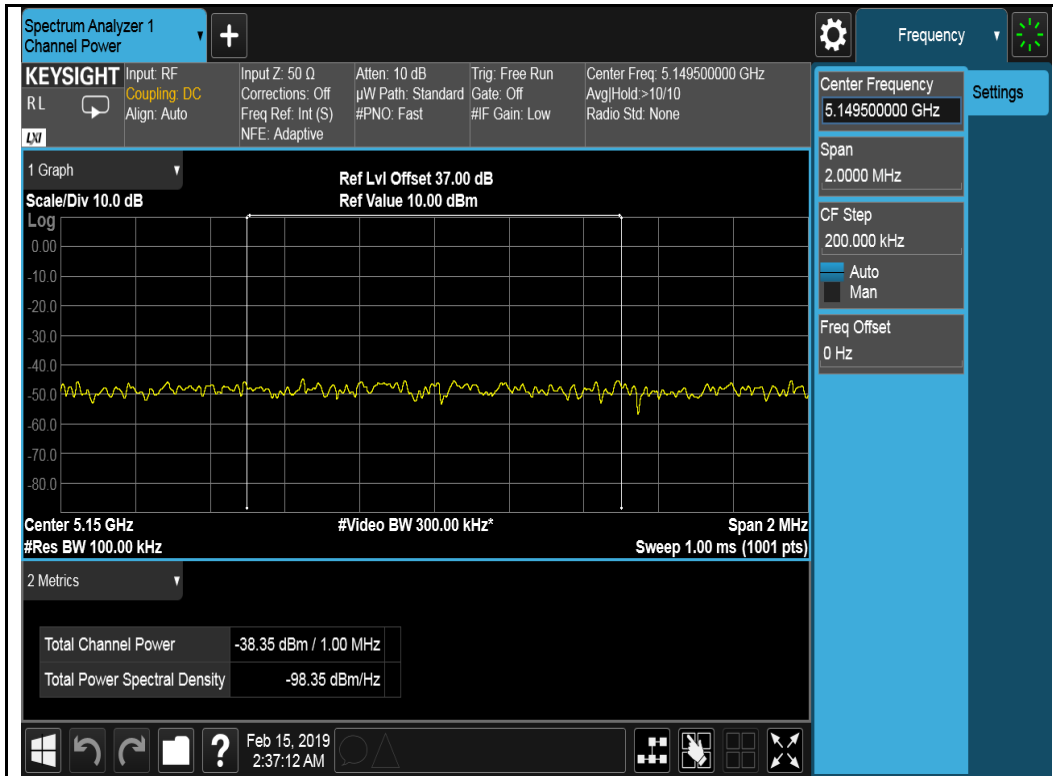 Spectrum Analyzer 1
Channel Power
+
Frequency
KEYSIGHT
RL
LXI
Input: RF
Coupling: DC
Align: Auto
Input Z: 50 Ω
Corrections: Off
Freq Ref: Int (S)
NFE: Adaptive
Atten: 10 dB
µW Path: Standard
#PNO: Fast
Trig: Free Run
Gate: Off
#IF Gain: Low
Center Freq: 5.149500000 GHz
Avg|Hold:>10/10
Radio Std: None
Center Frequency
5.149500000 GHz
Settings
Span
2.0000 MHz
CF Step
200.000 kHz
Auto
Man
Freq Offset
0 Hz
1 Graph
Scale/Div 10.0 dB
Ref Lvl Offset 37.00 dB
Ref Value 10.00 dBm
Log
0.00
-10.0
-20.0
-30.0
-40.0
-50.0
-60.0
-70.0
-80.0
Center 5.15 GHz
#Video BW 300.00 kHz*
Span 2 MHz
#Res BW 100.00 kHz
Sweep 1.00 ms (1001 pts)
2 Metrics
Total Channel Power -38.35 dBm / 1.00 MHz
Total Power Spectral Density -98.35 dBm/Hz
?
Feb 15, 2019
2:37:12 AM